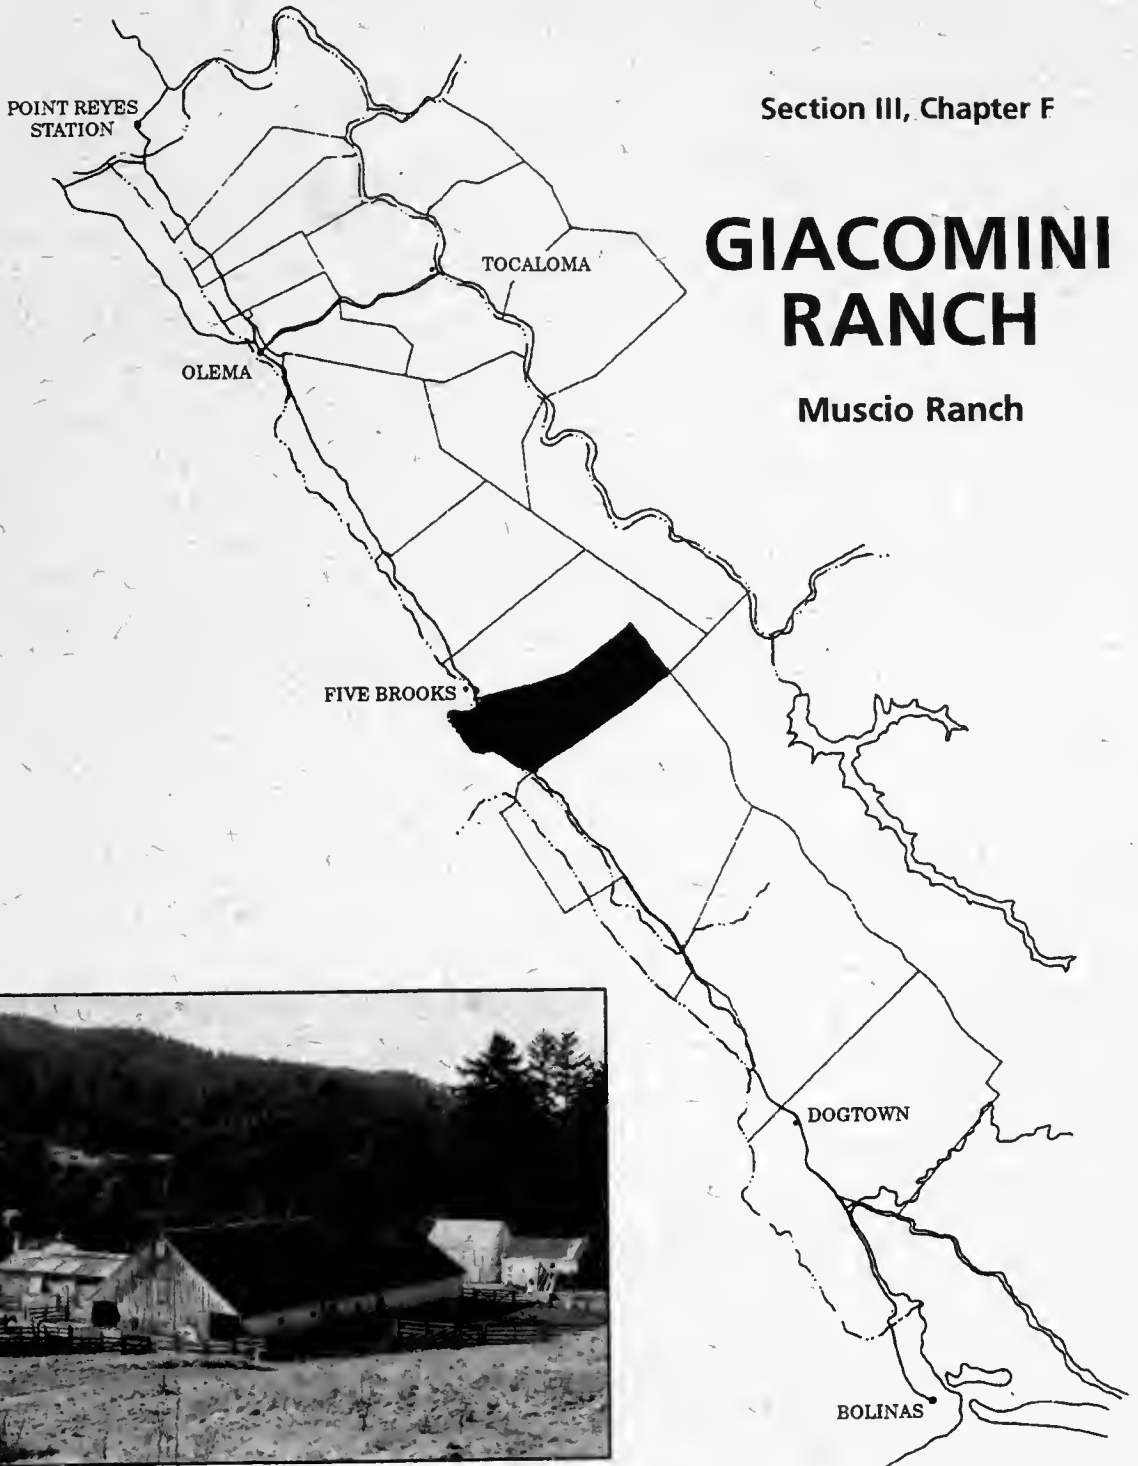 Section III, Chapter F
GIACOMINI
RANCH
Muscio Ranch
POINT REYES
STATION
TOCALOMA
OLEMA
FIVE BROOKS
DOGTOWN
BOLINAS